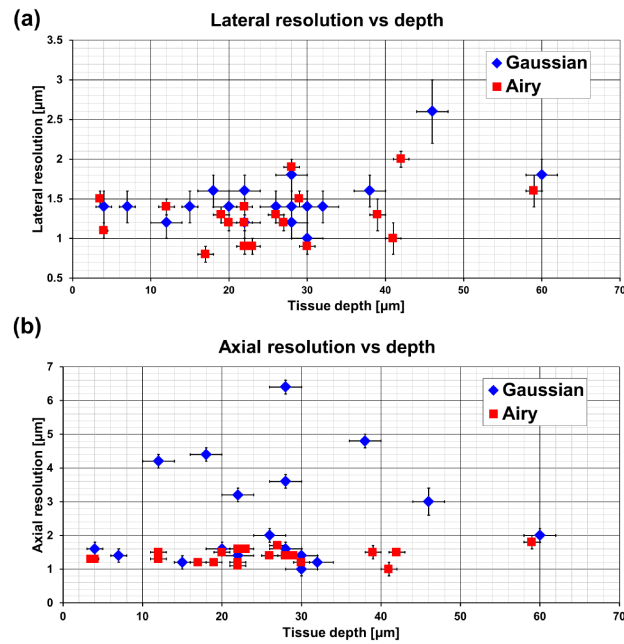 (a)
Lateral resolution vs depth
3.5
3
2.5
2
1.5
1
0.5
Lateral resolution [µm]
Gaussian
Airy
0 10 20 30 40 50 60 70
Tissue depth [µm]
(b)
Axial resolution vs depth
7
6
5
4
3
2
1
0
Axial resolution [µm]
Gaussian
Airy
0 10 20 30 40 50 60 70
Tissue depth [µm]